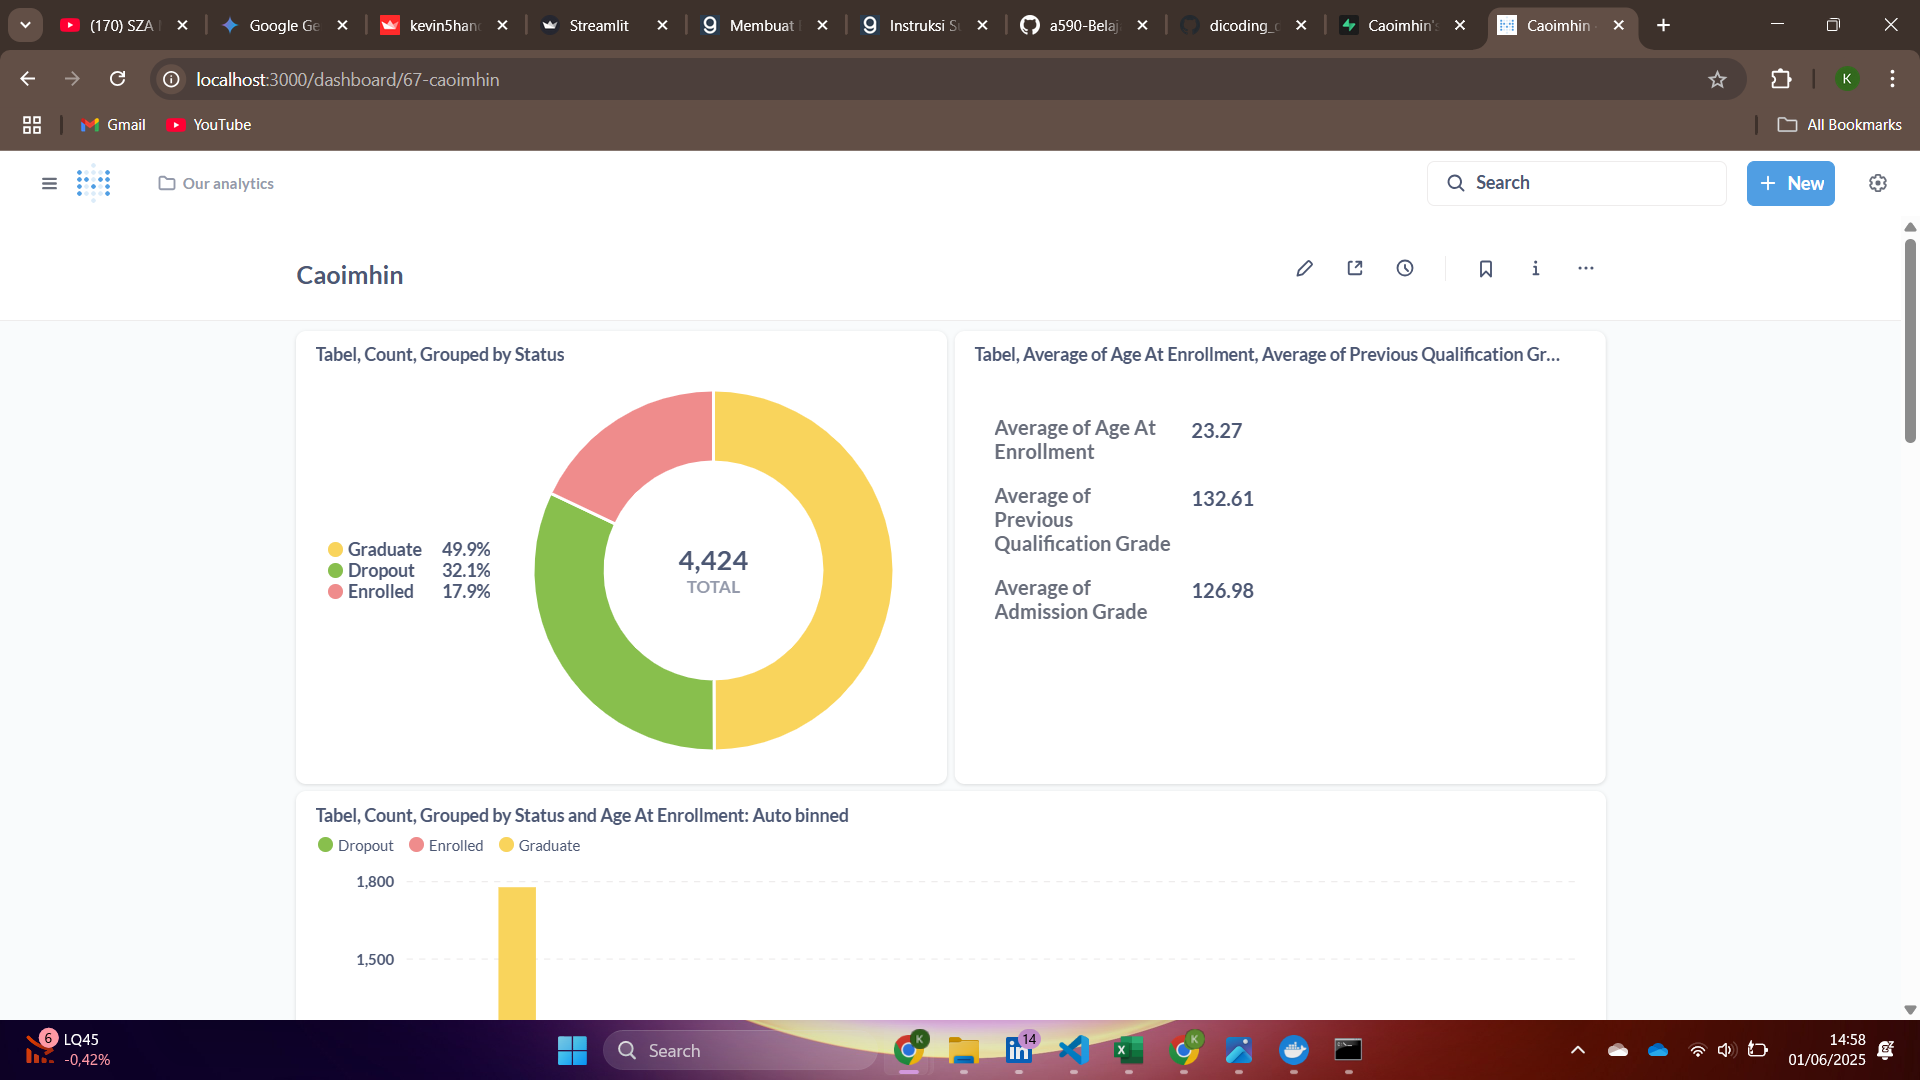 (170) SZA
Google Ge
kevin5han
Streamlit
Membuat
Instruksi Su
a590-Belaj
dicoding_c
Caoimhin's
Caoimhin
localhost:3000/dashboard/67-caoimhin
K
Gmail
YouTube
All Bookmarks
Our analytics
Search
+ New
Caoimhin
Tabel, Count, Grouped by Status
Graduate 49.9%
Dropout 32.1%
Enrolled 17.9%
4,424
TOTAL
Tabel, Average of Age At Enrollment, Average of Previous Qualification Gr...
Average of Age At
Enrollment
23.27
Average of
Previous
Qualification Grade
132.61
Average of
Admission Grade
126.98
Tabel, Count, Grouped by Status and Age At Enrollment: Auto binned
Dropout Enrolled Graduate
1,800
1,500
6
LQ45
-0,42%
Search
K
14
K
14:58
01/06/2025